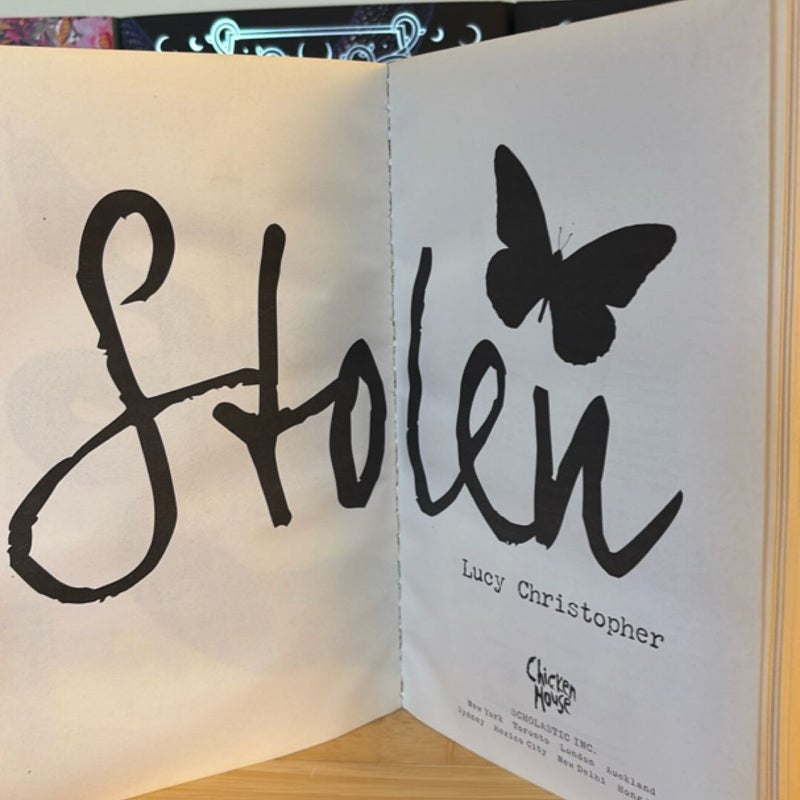 Stolen
Lucy Christopher
Chicken
House
SCHOLASTIC INC.
New York Toronto London Auckland
Sydney Mexico City New Delhi